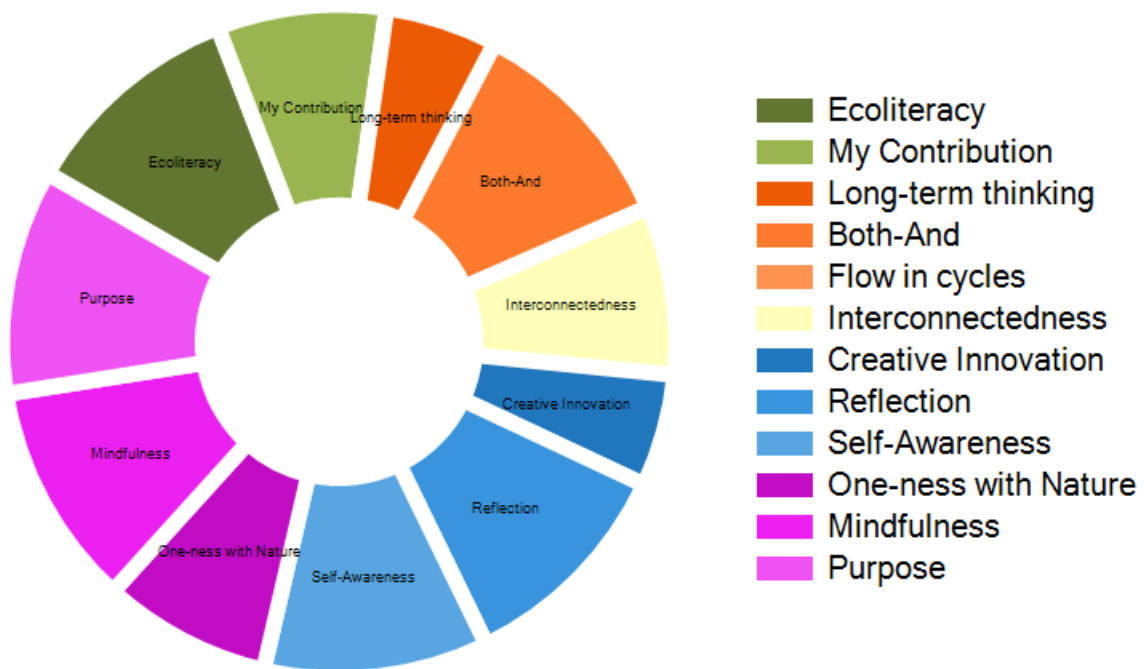 My Contribution
Long-term thinking
Ecoliteracy
Both-And
Purpose
Interconnectedness
Creative Innovation
Mindfulness
Reflection
One-ness with Nature
Self-Awareness
Ecoliteracy
My Contribution
Long-term thinking
Both-And
Flow in cycles
Interconnectedness
Creative Innovation
Reflection
Self-Awareness
One-ness with Nature
Mindfulness
Purpose